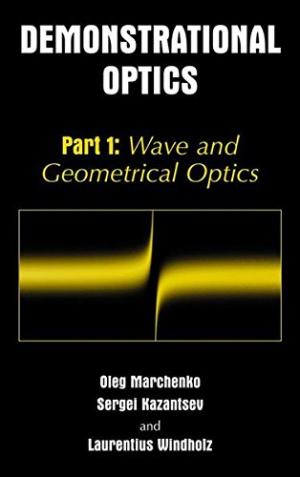 DEMONSTRATIONAL
OPTICS
Part 1: Wave and
Geometrical Optics
Oleg Marchenko
Sergei Kazantsev
and
Laurentius Windholz